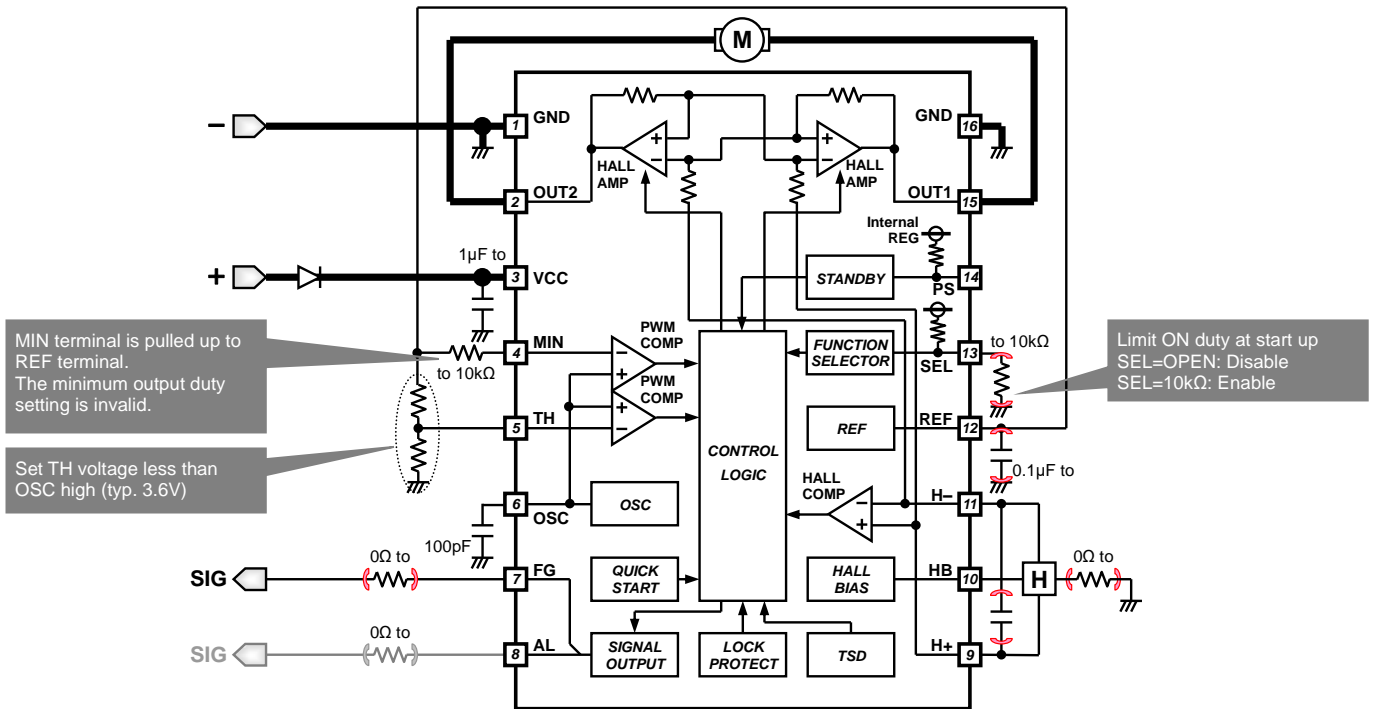 M
−
1
GND
GND
16
HALL
AMP
+
−
+
−
HALL
AMP
2
OUT2
OUT1
15
Internal
REG
+
1µF to
3
VCC
STANDBY
PS
14
MIN terminal is pulled up to
REF terminal.
The minimum output duty
setting is invalid.
to 10kΩ
4
MIN
PWM
COMP
−
+
FUNCTION
SELECTOR
SEL
13
to 10kΩ
Limit ON duty at start up
SEL=OPEN: Disable
SEL=10kΩ: Enable
PWM
COMP
5
TH
+
−
REF
REF
12
Set TH voltage less than
OSC high (typ. 3.6V)
CONTROL
LOGIC
0.1µF to
HALL
COMP
−
+
H−
11
6
OSC
OSC
100pF
SIG
0Ω to
7
FG
QUICK
START
HALL
BIAS
HB
10
H
0Ω to
SIG
0Ω to
8
AL
SIGNAL
OUTPUT
LOCK
PROTECT
TSD
H+
9